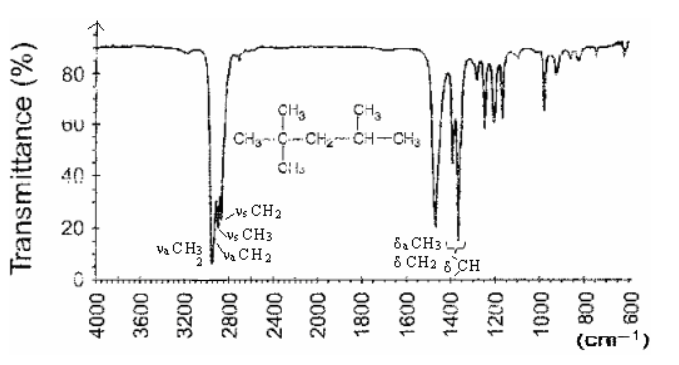 Transmittance (%)
80
60
40
20
0
CH₃ CH₃
CH₃-C-CH₂-CH-CH₃
CH₃
νₛ CH₂
νₛ CH₃
νₐ CH₃
νₐ CH₂
2
δₐ CH₃
δ CH₂ δ CH
4000 3600 3200 2800 2400 2000 1800 1600 1400 1200 1000 800 600
(cm⁻¹)